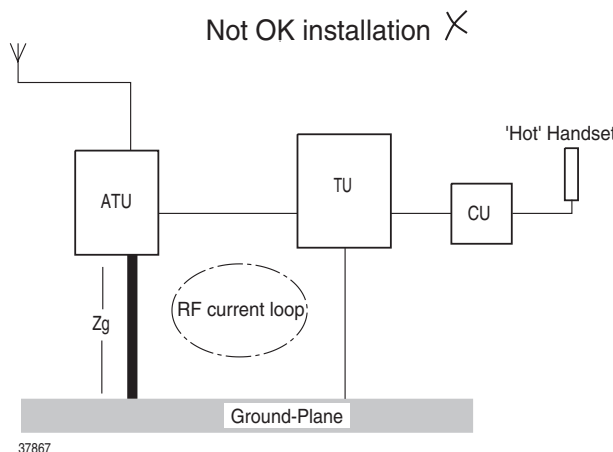 Not OK installation
'Hot' Handset
ATU
TU
CU
Zg
RF current loop
Ground-Plane
37867